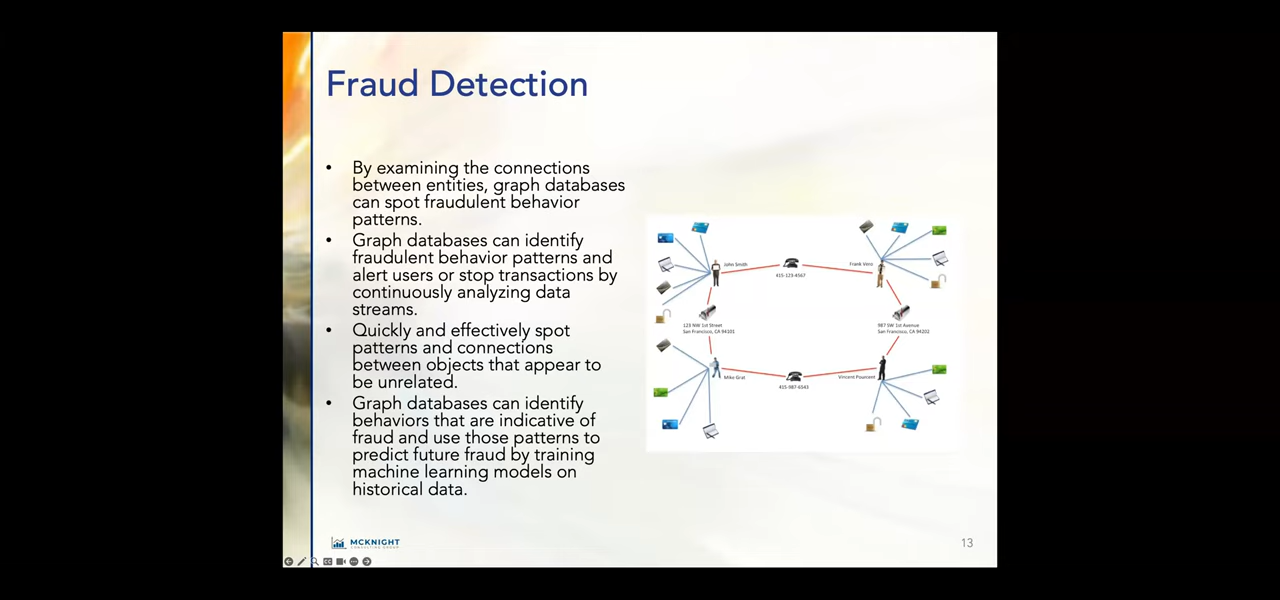 Fraud Detection
• By examining the connections
between entities, graph databases
can spot fraudulent behavior
patterns.
• Graph databases can identify
fraudulent behavior patterns and
alert users or stop transactions by
continuously analyzing data
streams.
• Quickly and effectively spot
patterns and connections
between objects that appear to
be unrelated.
• Graph databases can identify
behaviors that are indicative of
fraud and use those patterns to
predict future fraud by training
machine learning models on
historical data.
John Smith
415-123-4567
Frank Vero
123 NW 1st Street
San Francisco, CA 94101
987 SW 1st Avenue
San Francisco, CA 94202
Mike Grat
415-987-6543
Vincent Pourcent
MCKNIGHT
CONSULTING GROUP
13